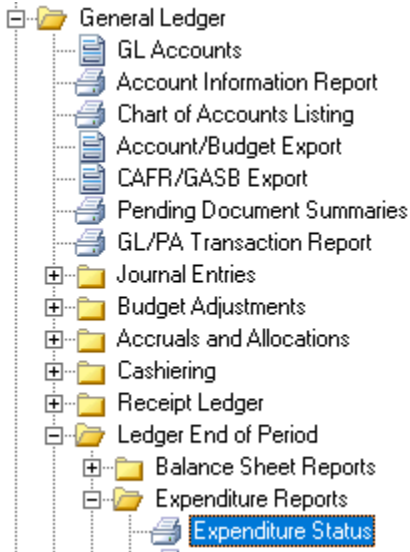 General Ledger
GL Accounts
Account Information Report
Chart of Accounts Listing
Account/Budget Export
CAFR/GASB Export
Pending Document Summaries
GL/PA Transaction Report
Journal Entries
Budget Adjustments
Accruals and Allocations
Cashiering
Receipt Ledger
Ledger End of Period
Balance Sheet Reports
Expenditure Reports
Expenditure Status